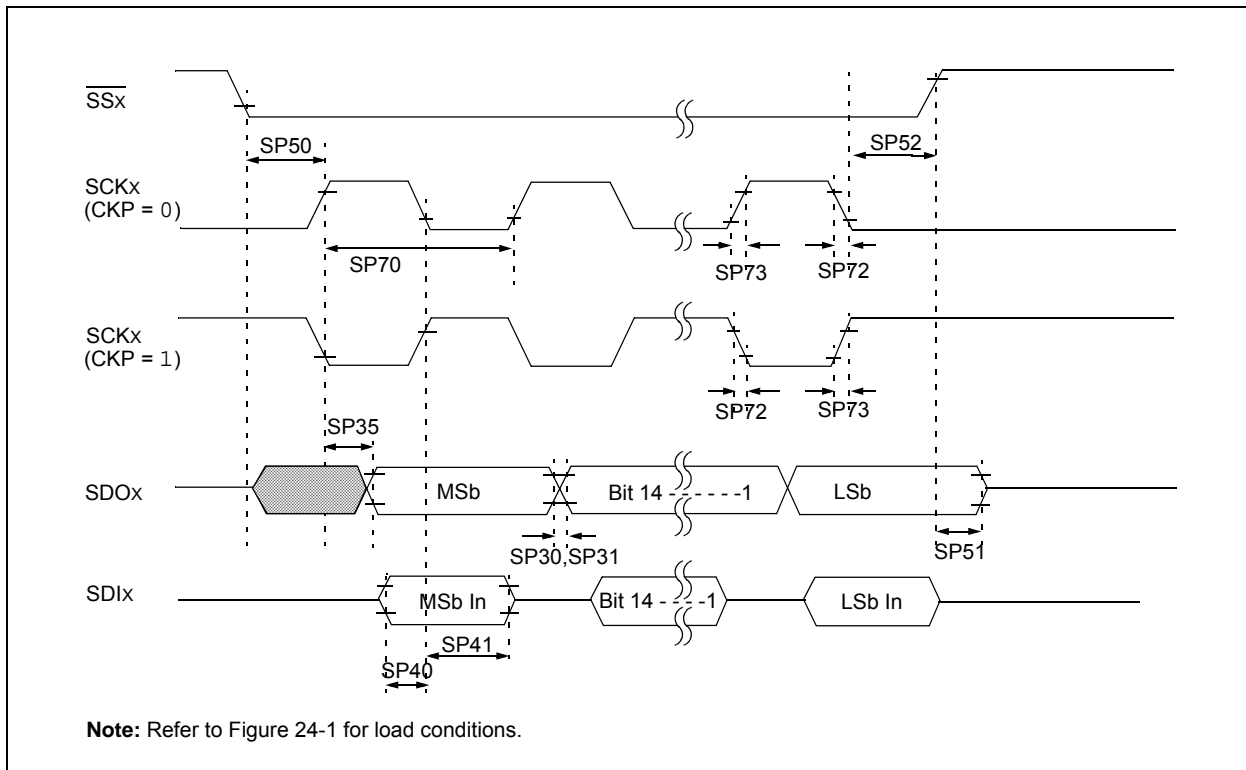 SSx
SP50
SP52
SCKx
(CKP = 0)
SP70
SP73
SP72
SCKx
(CKP = 1)
SP72
SP73
SP35
SDOx
MSb
Bit 14 - - - - - -1
LSb
SP30,SP31
SP51
SDIx
MSb In
Bit 14 - - - -1
LSb In
SP41
SP40
Note: Refer to Figure 24-1 for load conditions.